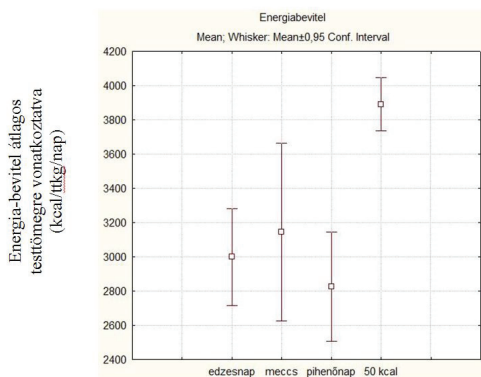 Energiabevitel
Mean; Whisker: Mean±0,95 Conf. Interval
Energia-bevitel átlagos
testtömegre vonatkoztatva
(kcal/ttkg/nap)
4200
4000
3800
3600
3400
3200
3000
2800
2600
2400
edzesnap meccs pihenõnap 50 kcal